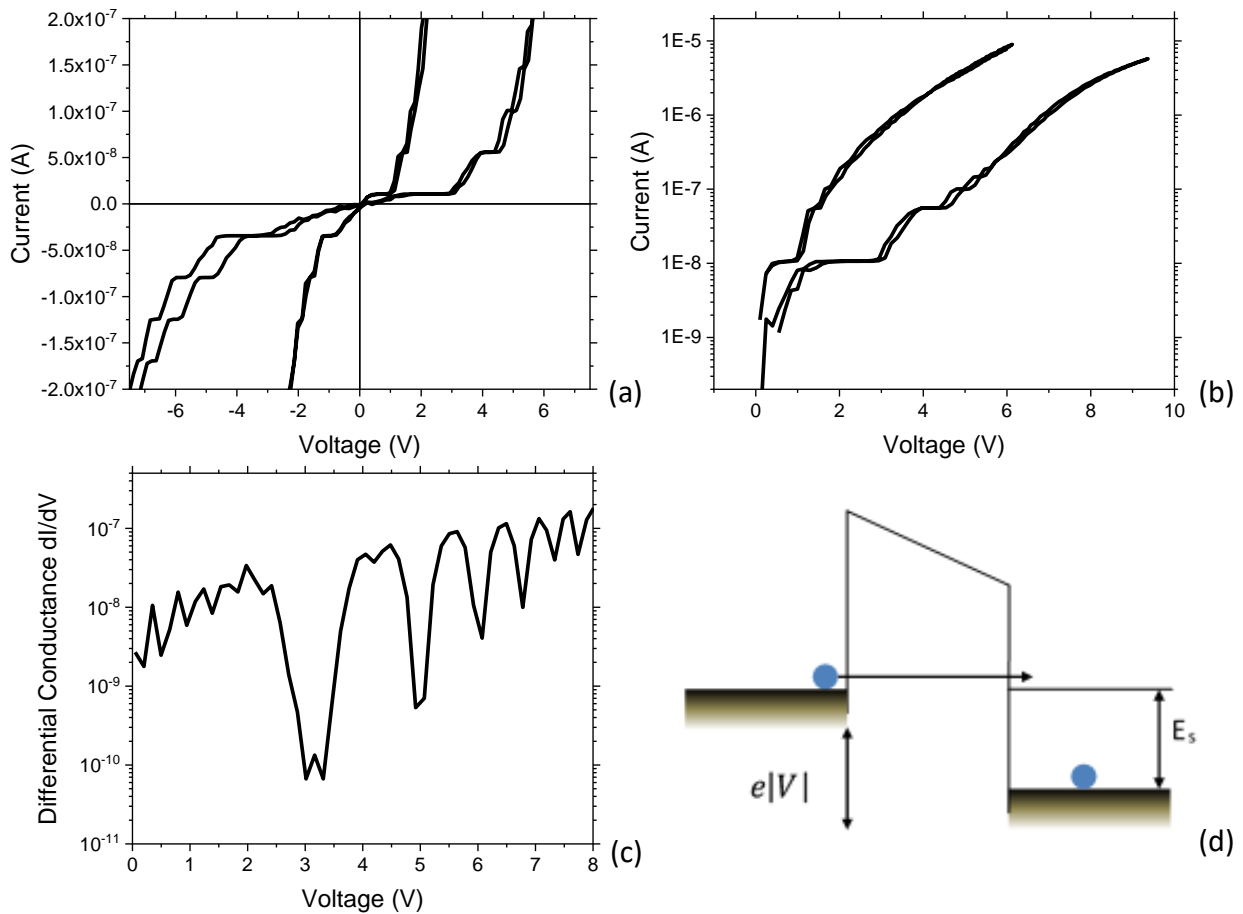 2.0x10⁻⁷
1.5x10⁻⁷
1.0x10⁻⁷
5.0x10⁻⁸
0.0
-5.0x10⁻⁸
-1.0x10⁻⁷
-1.5x10⁻⁷
-2.0x10⁻⁷
Current (A)
-6 -4 -2 0 2 4 6
Voltage (V)
(a)
1E-5
1E-6
1E-7
1E-8
1E-9
Current (A)
0 2 4 6 8 10
Voltage (V)
(b)
10⁻⁷
10⁻⁸
10⁻⁹
10⁻¹⁰
10⁻¹¹
Differential Conductance dI/dV
0 1 2 3 4 5 6 7 8
Voltage (V)
(c)
e|V|
Eₛ
(d)